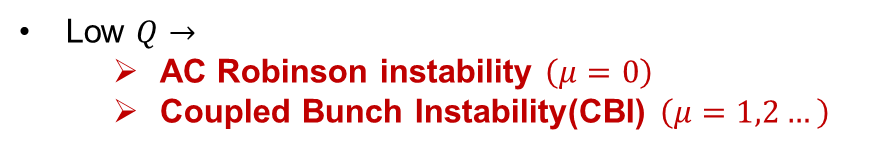 • Low 𝑄 →
➢ AC Robinson instability (𝜇 = 0)
➢ Coupled Bunch Instability(CBI) (𝜇 = 1,2 … )